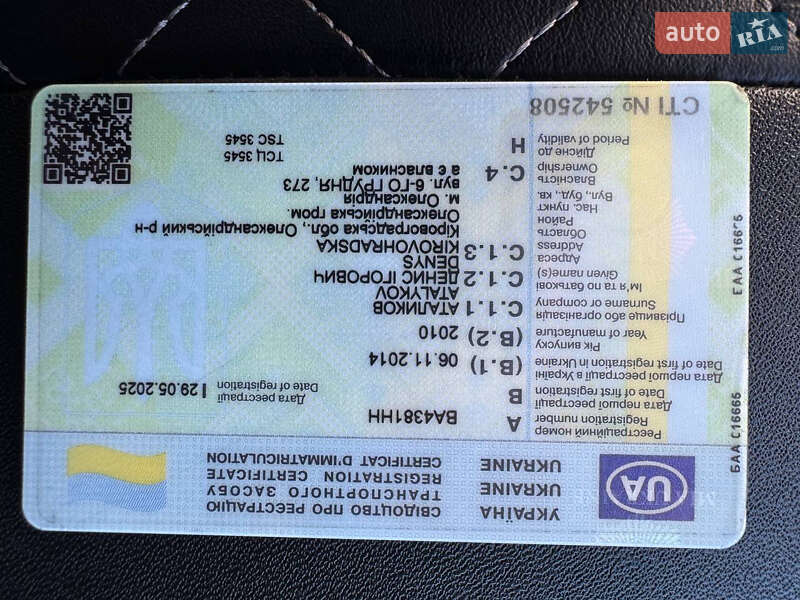 auto RIA .com
УКРАЇНА
UKRAINE
UKRAINE
UA
СВІДОЦТВО ПРО РЕЄСТРАЦІЮ
ТРАНСПОРТНОГО ЗАСОБУ
REGISTRATION CERTIFICATE
CERTIFICAT D'IMMATRICULATION
Реєстраційний номер A BA4381HH
Registration number
Дата першої реєстрації B
Date of first registration
Дата реєстрації I 29.05.2025
Date of registration
Дата першої реєстрації в Україні (B.1) 06.11.2014
Date of first registration in Ukraine
Рік випуску (B.2) 2010
Year of manufacture
Прізвище або організація C.1.1 АТАЛИКОВ
Surname or company ATALYKOV
Ім'я та по батькові C.1.2 ДЕНИС ІГОРОВИЧ
Given name(s) DENYS
Адреса C.1.3 KIROVOHRADSKA
Address
Область Кіровоградська обл., Олександрійський р-н
Район Олександрійська гром.
Нас. пункт м. Олександрія
Вул., буд., кв. вул. 6-ГО ГРУДНЯ, 273
Власність C.4 а є власником
Ownership
Дійсне до H
Period of validity
ТСЦ 3545
TSC 3545
СТІ № 542508
БАА С16666